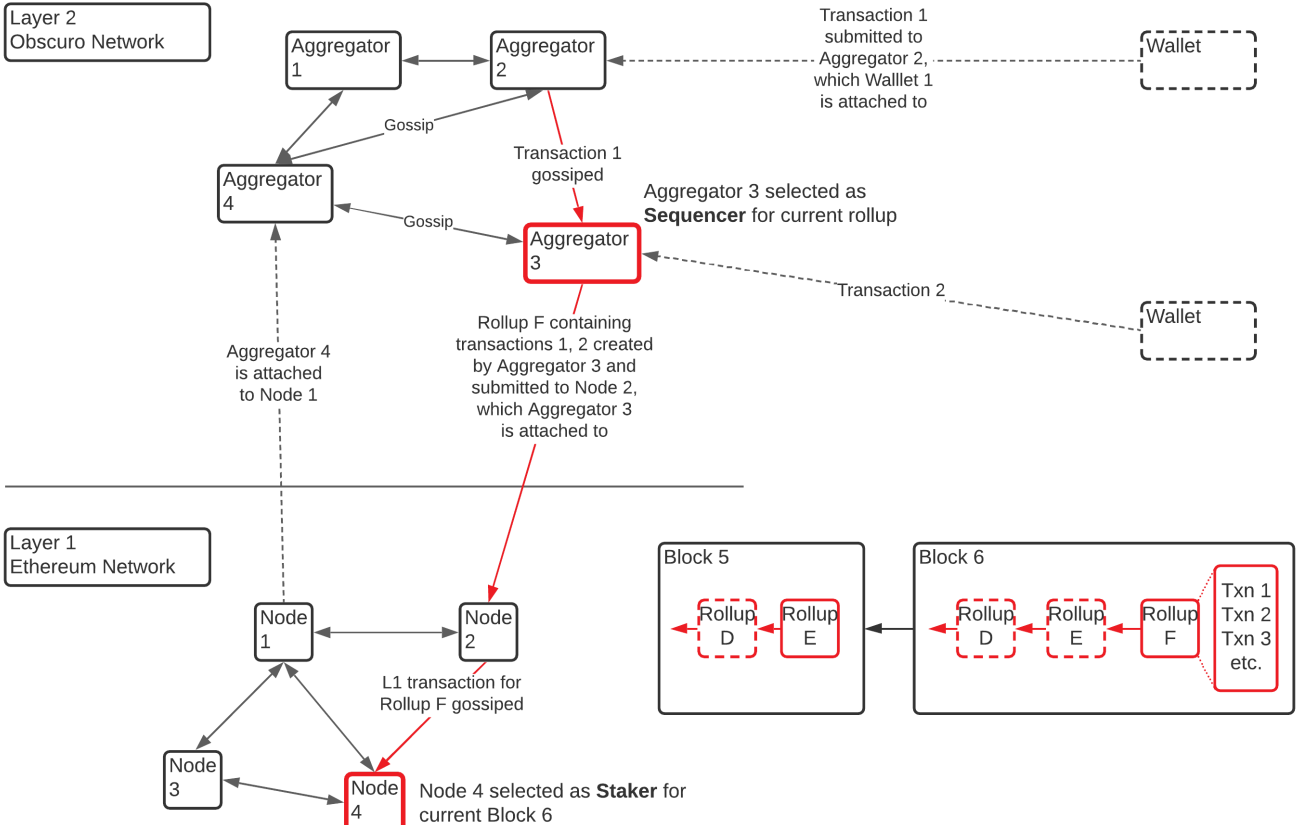 Layer 2
Obscuro Network
Aggregator
1
Aggregator
2
Transaction 1
submitted to
Aggregator 2,
which Walllet 1
is attached to
Wallet
Gossip
Transaction 1
gossiped
Aggregator
4
Gossip
Aggregator 3 selected as
Sequencer for current rollup
Aggregator
3
Transaction 2
Wallet
Rollup F containing
transactions 1, 2 created
by Aggregator 3 and
submitted to Node 2,
which Aggregator 3
is attached to
Aggregator 4
is attached
to Node 1
Layer 1
Ethereum Network
Node
1
Node
2
L1 transaction for
Rollup F gossiped
Node
3
Node
4
Node 4 selected as Staker for
current Block 6
Block 5
Rollup
D
Rollup
E
Block 6
Rollup
D
Rollup
E
Rollup
F
Txn 1
Txn 2
Txn 3
etc.